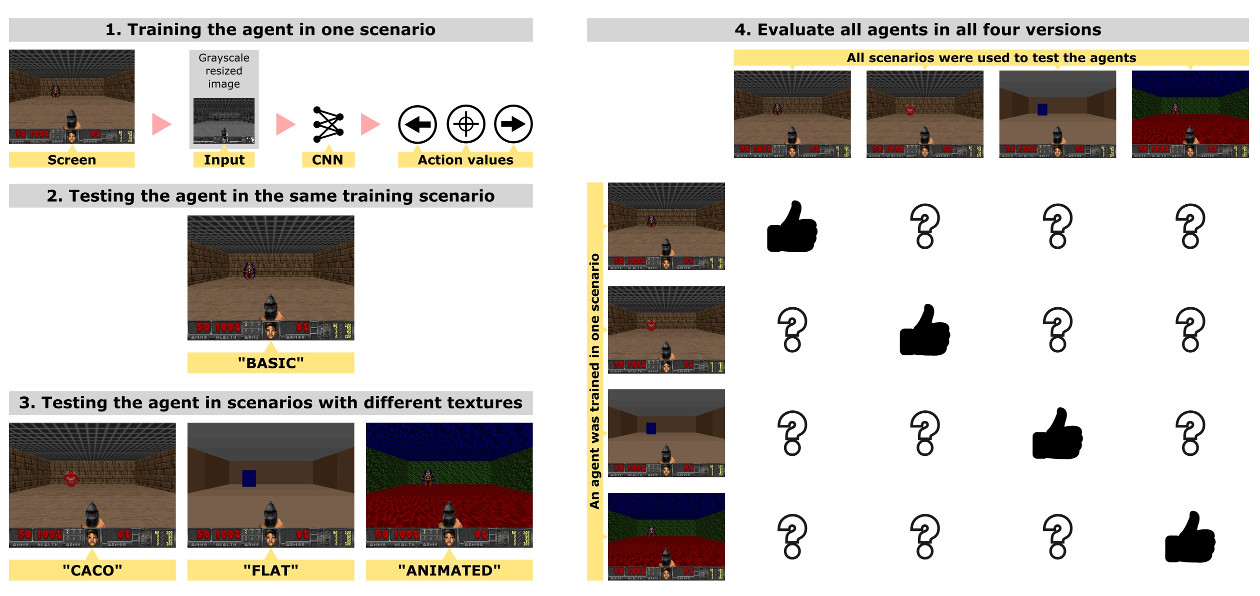 1. Training the agent in one scenario
Grayscale
resized
image
Screen
Input
CNN
Action values
2. Testing the agent in the same training scenario
"BASIC"
3. Testing the agent in scenarios with different textures
"CACO"
"FLAT"
"ANIMATED"
4. Evaluate all agents in all four versions
All scenarios were used to test the agents
An agent was trained in one scenario